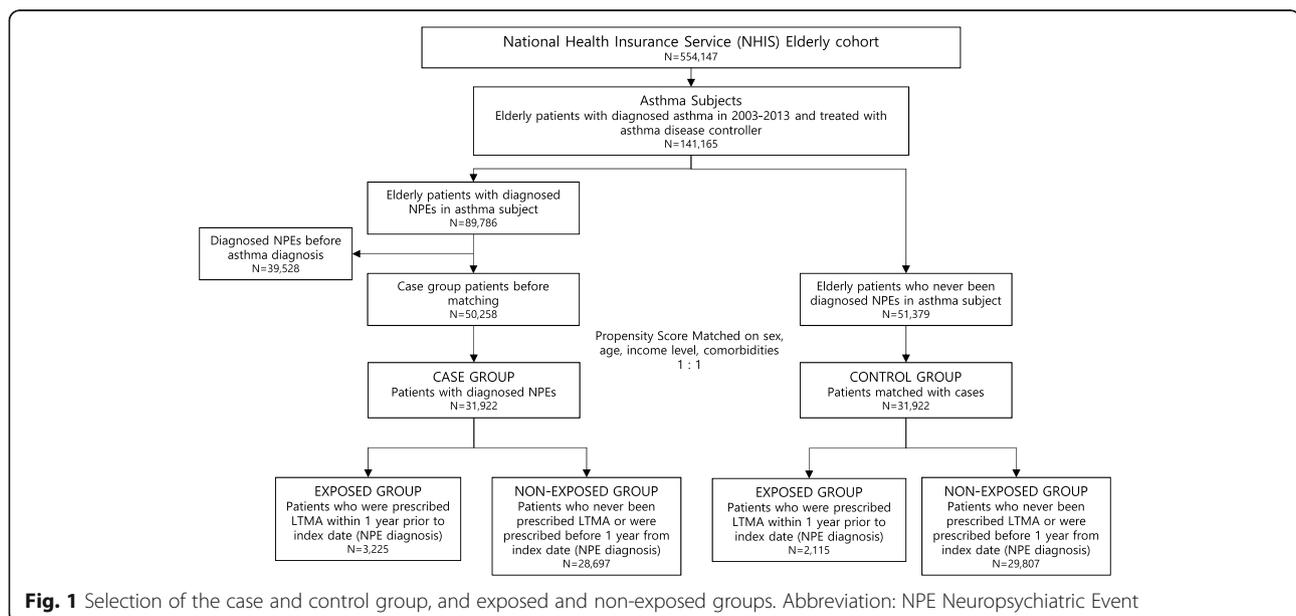 National Health Insurance Service (NHIS) Elderly cohort
N=554,147
Asthma Subjects
Elderly patients with diagnosed asthma in 2003-2013 and treated with
asthma disease controller
N=141,165
Elderly patients with diagnosed
NPEs in asthma subject
N=89,786
Diagnosed NPEs before
asthma diagnosis
N=39,528
Case group patients before
matching
N=50,258
Elderly patients who never been
diagnosed NPEs in asthma subject
N=51,379
Propensity Score Matched on sex,
age, income level, comorbidities
1 : 1
CASE GROUP
Patients with diagnosed NPEs
N=31,922
CONTROL GROUP
Patients matched with cases
N=31,922
EXPOSED GROUP
Patients who were prescribed
LTMA within 1 year prior to
index date (NPE diagnosis)
N=3,225
NON-EXPOSED GROUP
Patients who never been
prescribed LTMA or were
prescribed before 1 year from
index date (NPE diagnosis)
N=28,697
EXPOSED GROUP
Patients who were prescribed
LTMA within 1 year prior to
index date (NPE diagnosis)
N=2,115
NON-EXPOSED GROUP
Patients who never been
prescribed LTMA or were
prescribed before 1 year from
index date (NPE diagnosis)
N=29,807
Fig. 1 Selection of the case and control group, and exposed and non-exposed groups. Abbreviation: NPE Neuropsychiatric Event